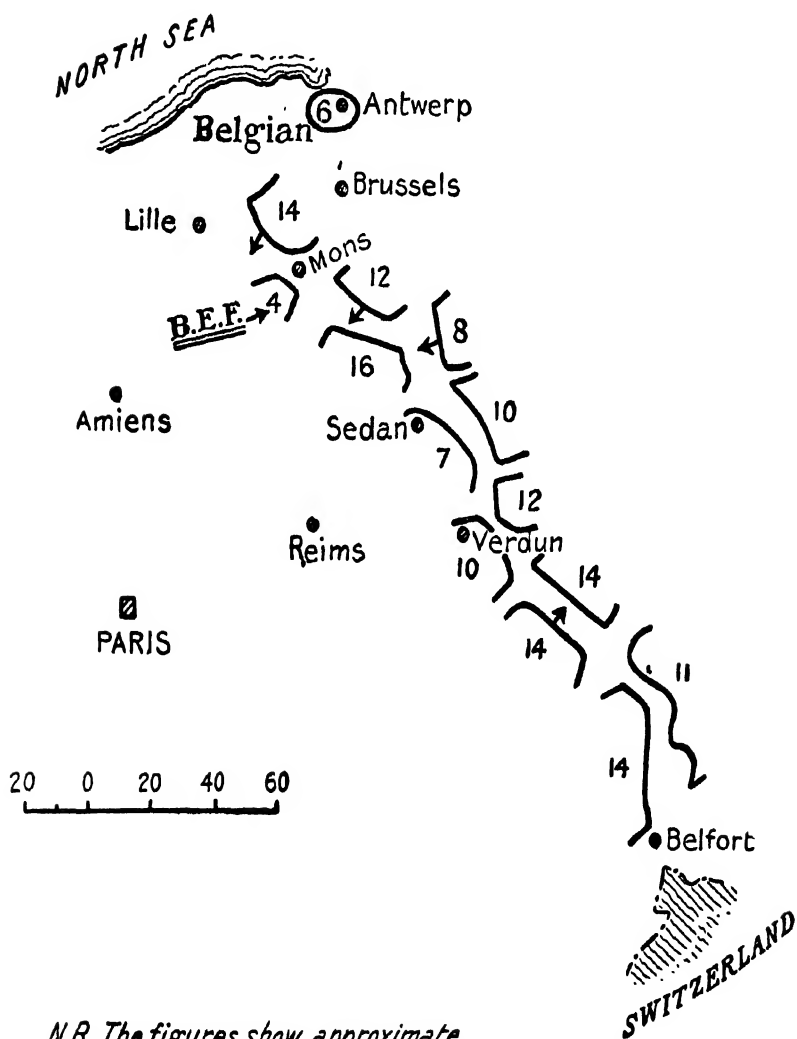 NORTH SEA
6 Antwerp
Belgian
Brussels
Lille
14
Mons
12
B.E.F.
4
8
16
Amiens
10
Sedan
7
12
Reims
Verdun
10
14
PARIS
14
11
20 0 20 40 60
14
Belfort
SWITZERLAND
N.B. The figures show approximate